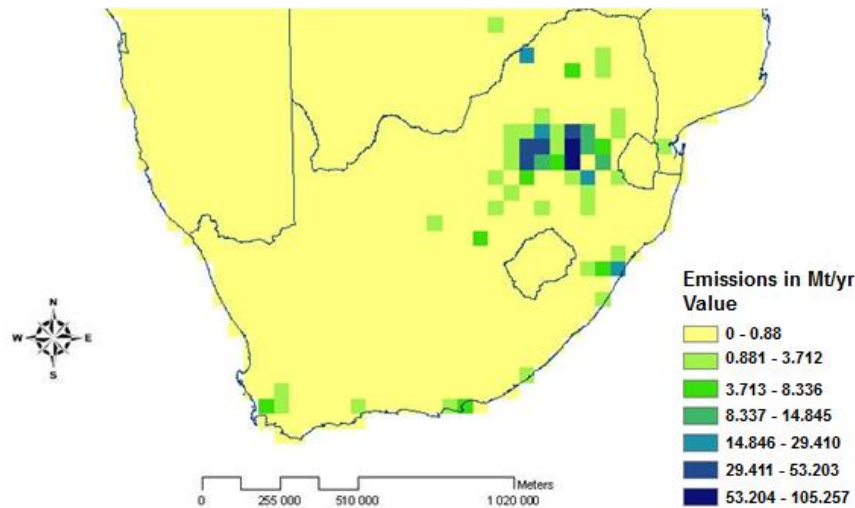 Emissions in Mt/yr
Value
0 - 0.88
0.881 - 3.712
3.713 - 8.336
8.337 - 14.845
14.846 - 29.410
29.411 - 53.203
53.204 - 105.257
N
W E
S
Meters
0 255 000 510 000 1 020 000